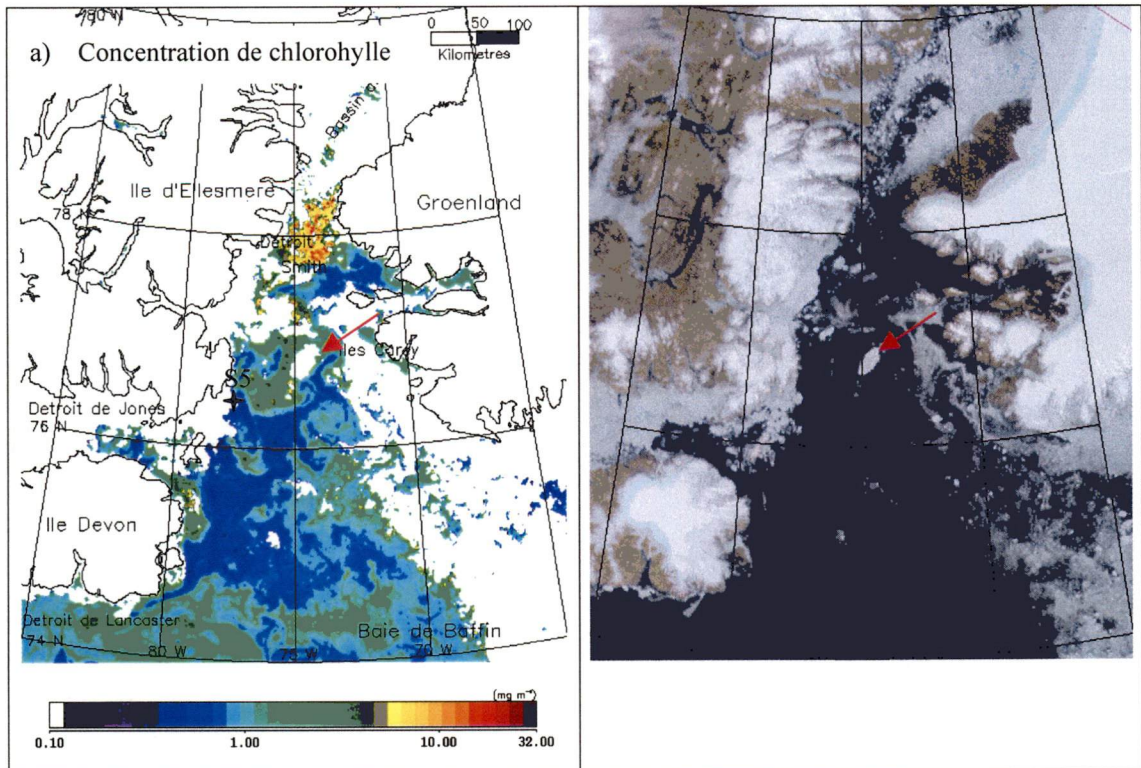 80 N
0 50 100
Kilometres
a) Concentration de chlorohylle
Bassin
Ile d'Ellesmere
Groenland
78 N
Detroit
Smith
Iles Carey
S5
Detroit de Jones
76 N
Ile Devon
Detroit de Lancaster
Baie de Baffin
74 N
80 W
75 W
70 W
(mg m⁻³)
0.10 1.00 10.00 32.00